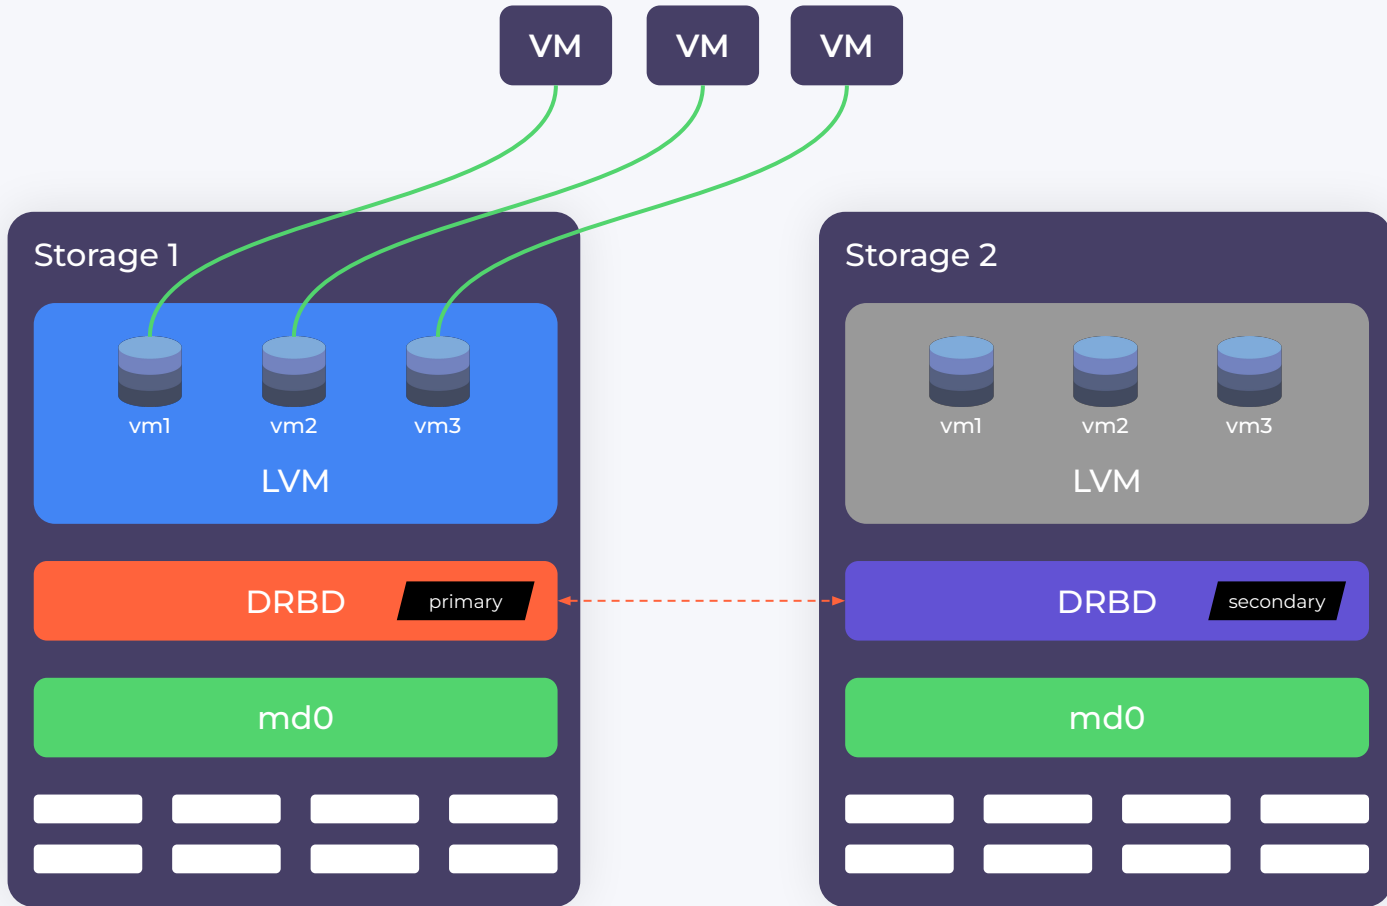 VM
VM
VM
Storage 1
vm1
vm2
vm3
LVM
DRBD
primary
md0
Storage 2
vm1
vm2
vm3
LVM
DRBD
secondary
md0